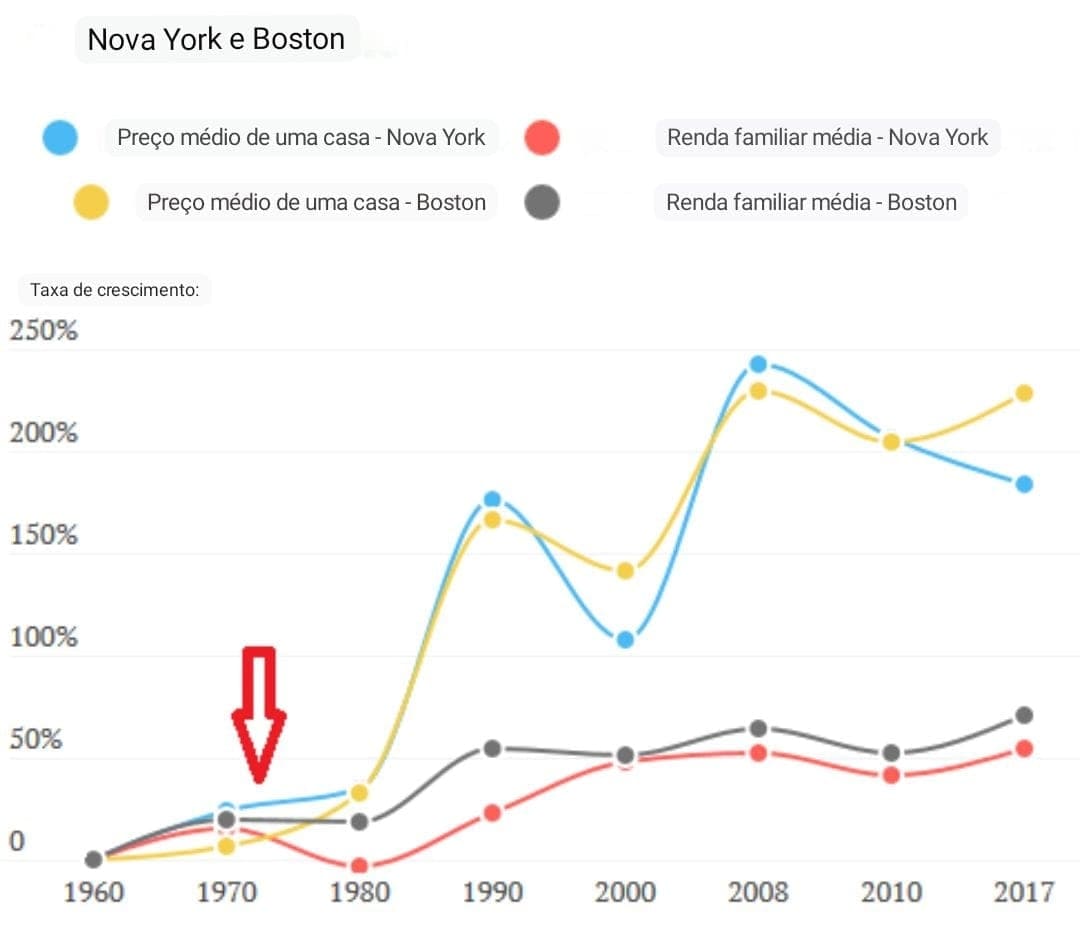 Nova York e Boston
Preço médio de uma casa - Nova York
Renda familiar média - Nova York
Preço médio de uma casa - Boston
Renda familiar média - Boston
Taxa de crescimento:
250%
200%
150%
100%
50%
0
1960 1970 1980 1990 2000 2008 2010 2017